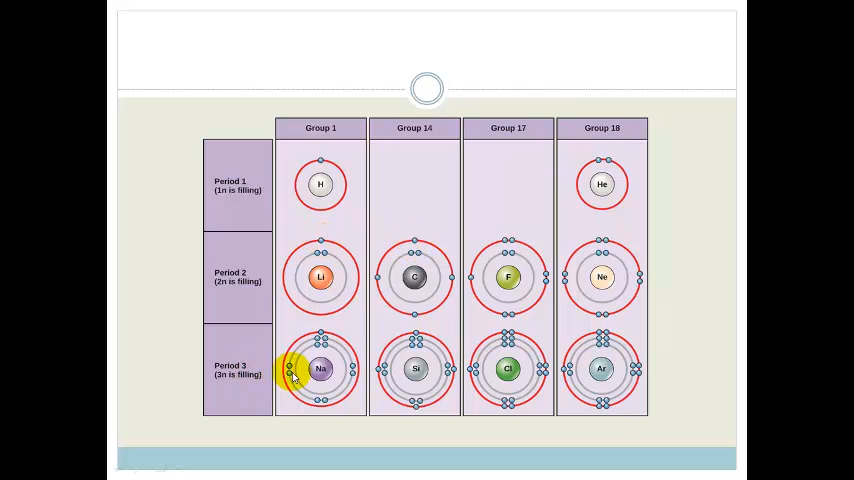 Group 1
Group 14
Group 17
Group 18
Period 1
(1n is filling)
H
He
Period 2
(2n is filling)
Li
C
F
Ne
Period 3
(3n is filling)
Na
Si
Cl
Ar